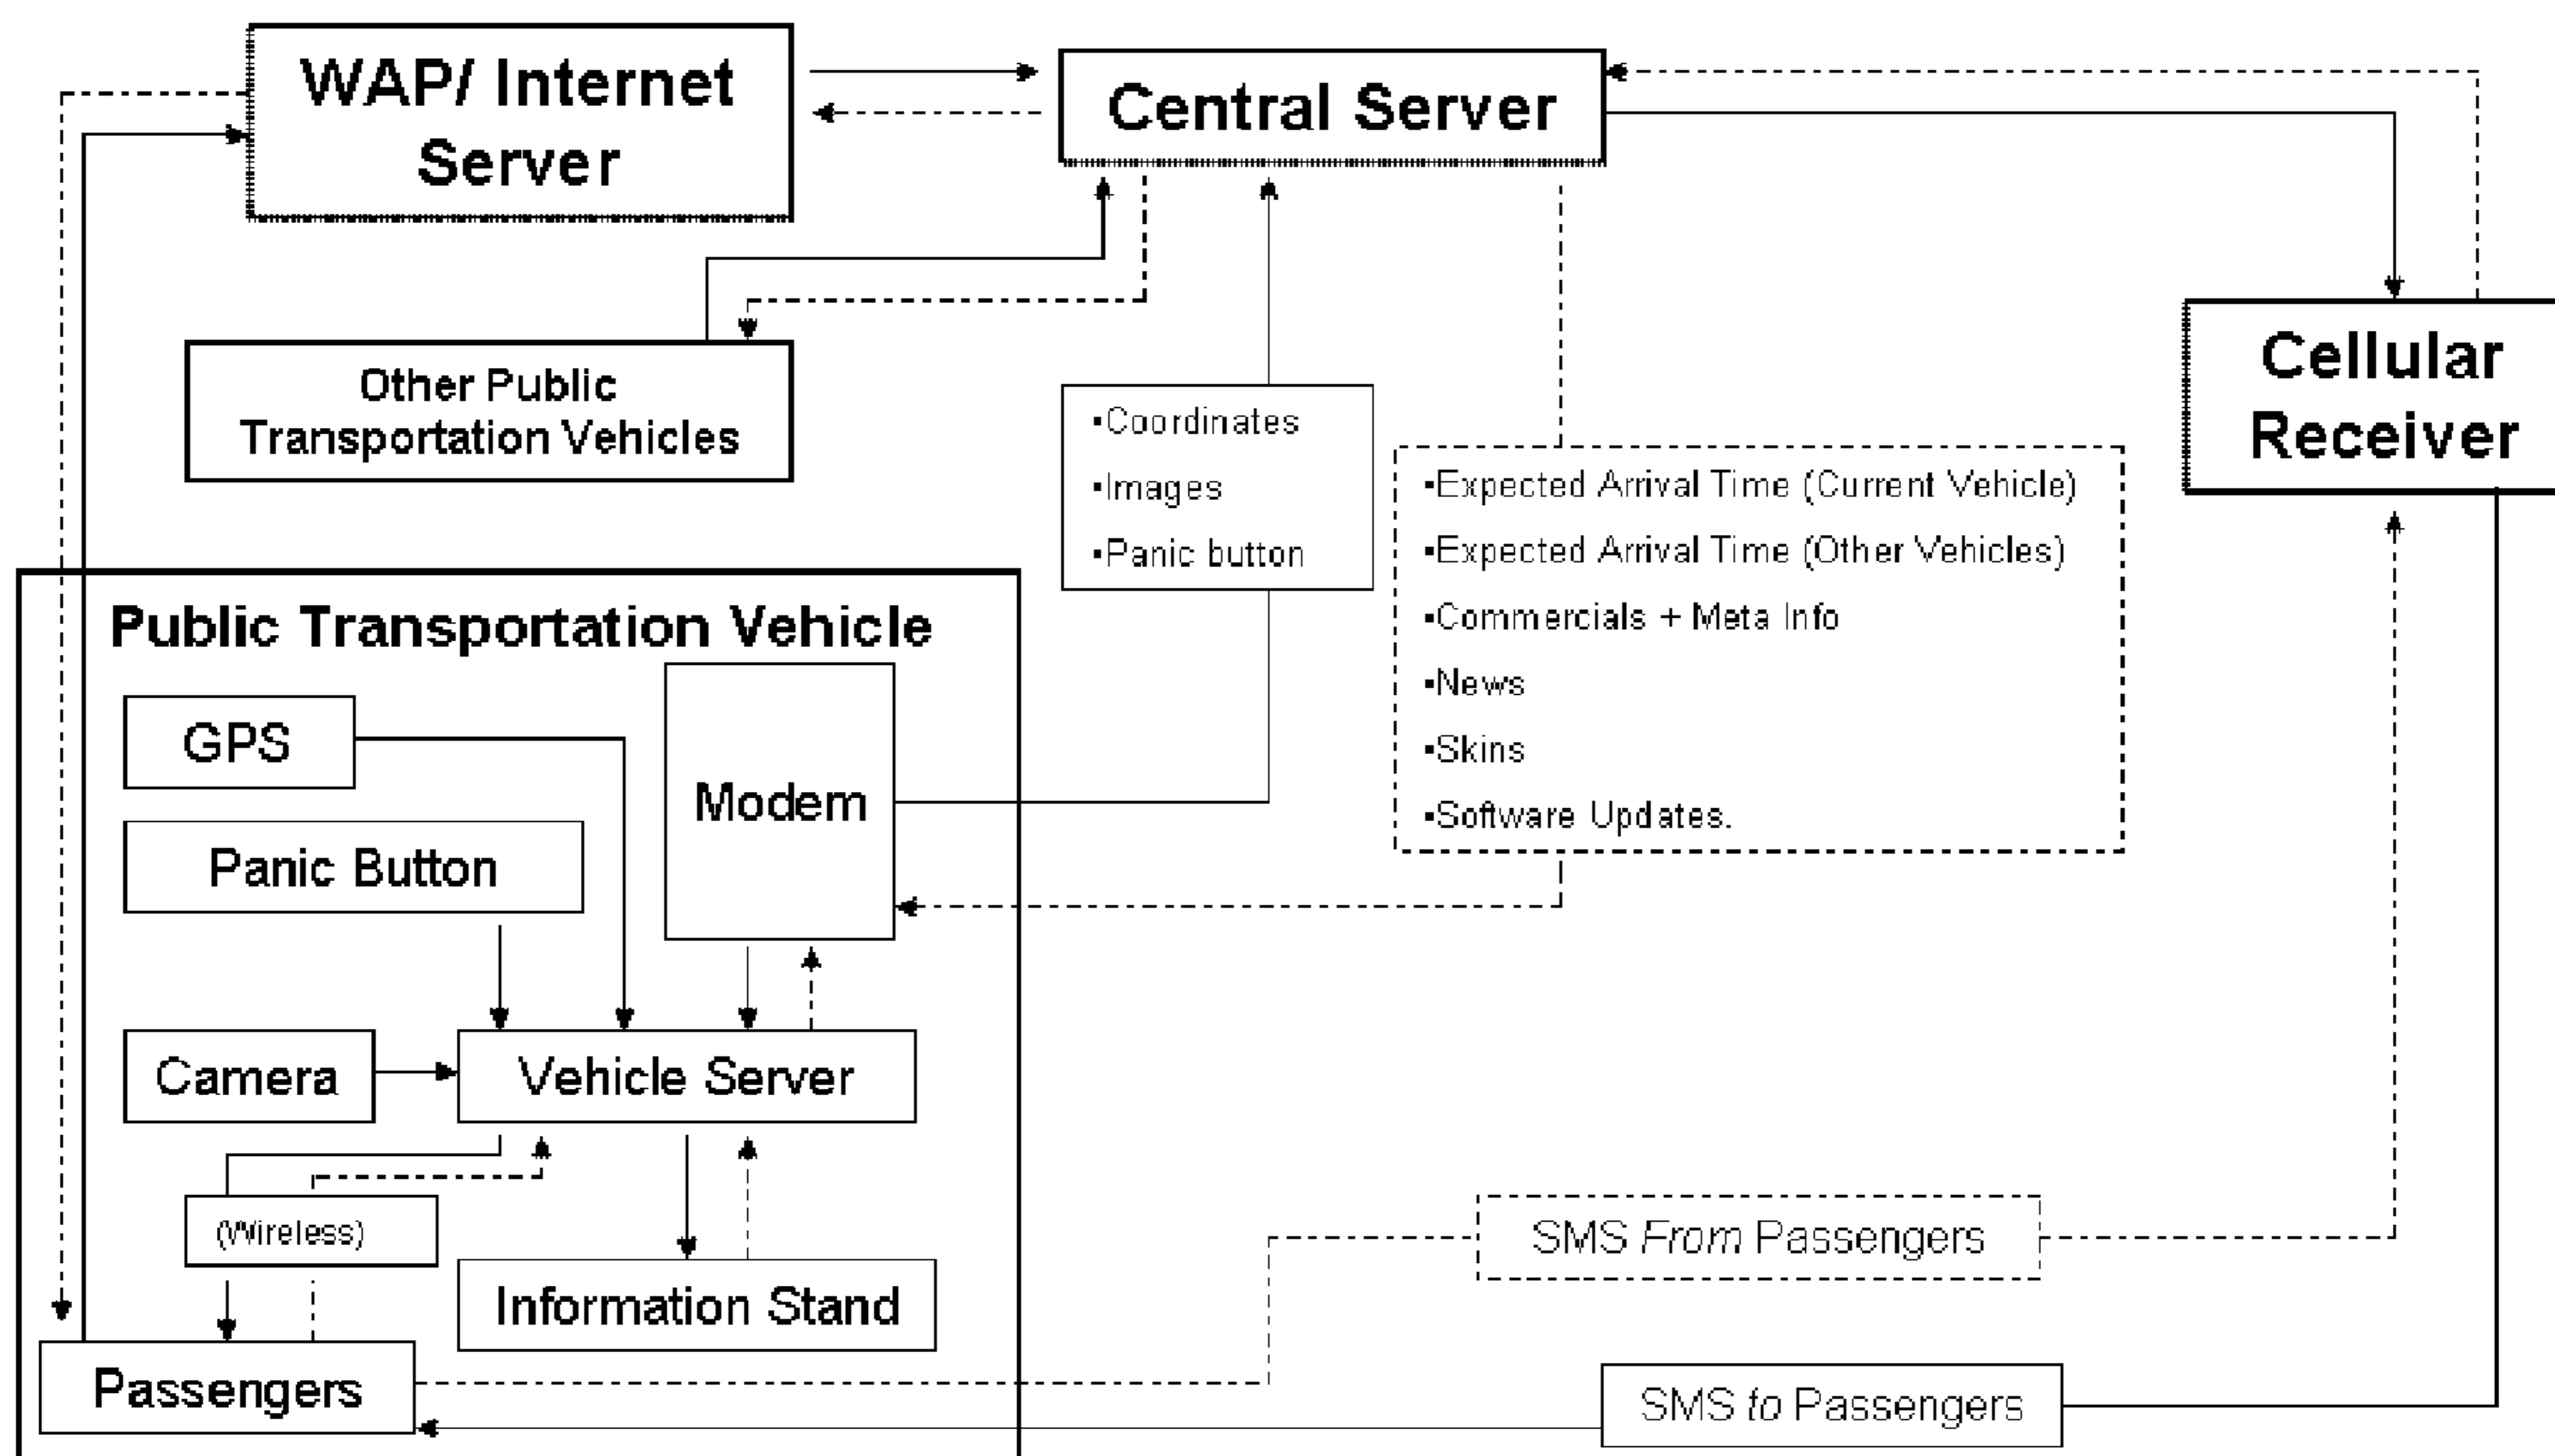 WAP/ Internet
Server
Central Server
Other Public
Transportation Vehicles
Cellular
Receiver
▪Coordinates
▪Images
▪Panic button
▪Expected Arrival Time (Current Vehicle)
▪Expected Arrival Time (Other Vehicles)
▪Commercials + Meta Info
▪News
▪Skins
▪Software Updates.
Public Transportation Vehicle
GPS
Modem
Panic Button
Camera
Vehicle Server
(Wireless)
Information Stand
Passengers
SMS From Passengers
SMS to Passengers